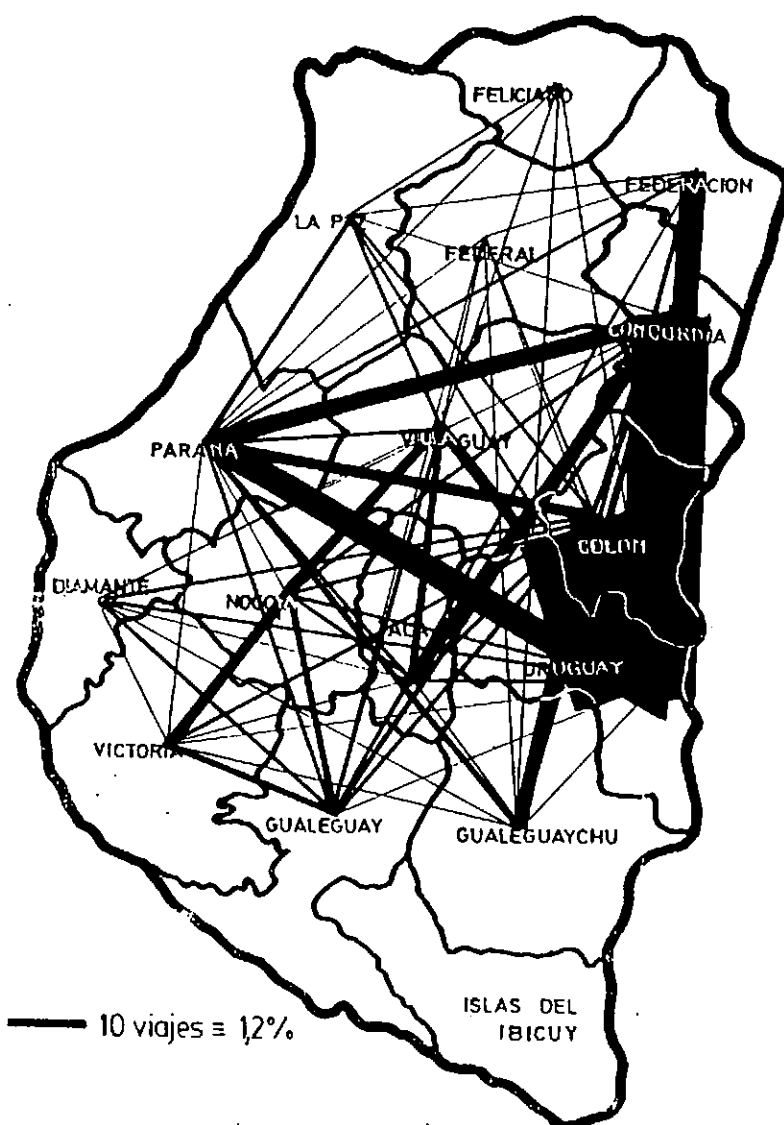 FELICIANO
FEDERACION
LA P
FEDERAL
CONCORDIA
PARANA
VILLAGUAY
COLON
DIAMANTE
NOGOYA
URUGUAY
VICTORIA
GUALEGUAY
GUALEGUAYCHU
10 viajes ≡ 1,2%
ISLAS DEL
IBICUY